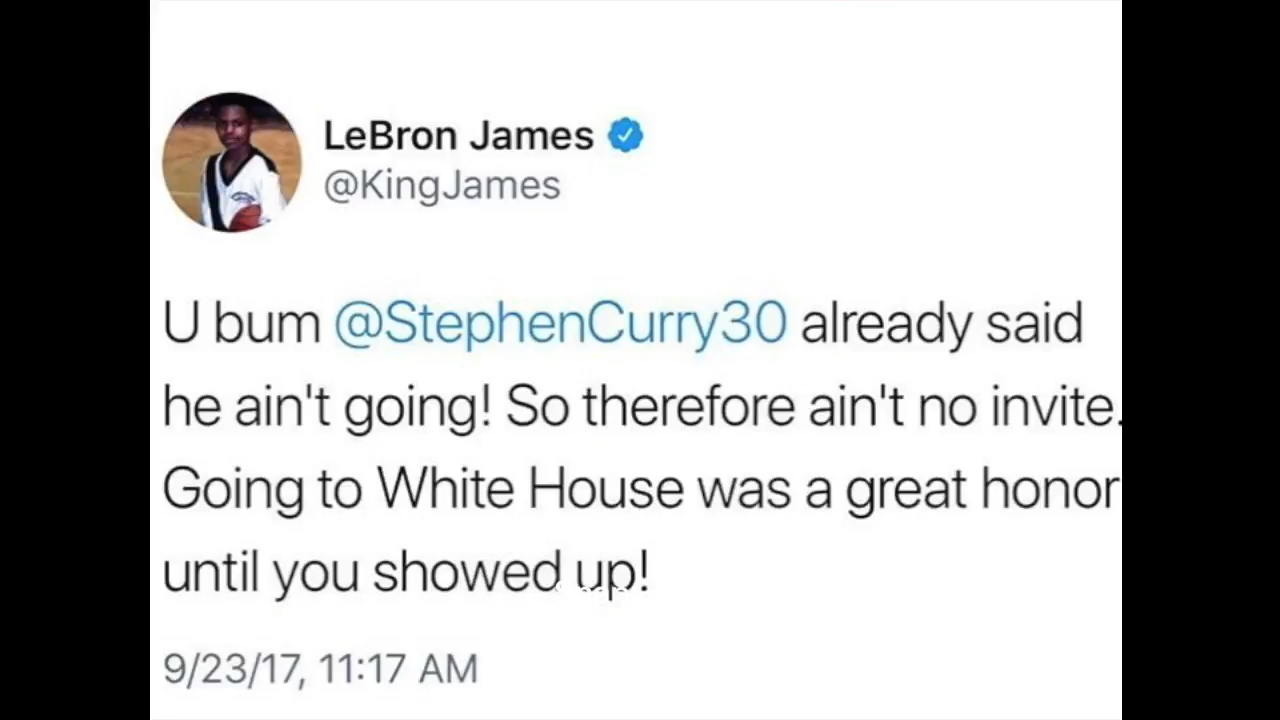 LeBron James
@KingJames
U bum @StephenCurry30 already said
he ain't going! So therefore ain't no invite.
Going to White House was a great honor
until you showed up!
9/23/17, 11:17 AM